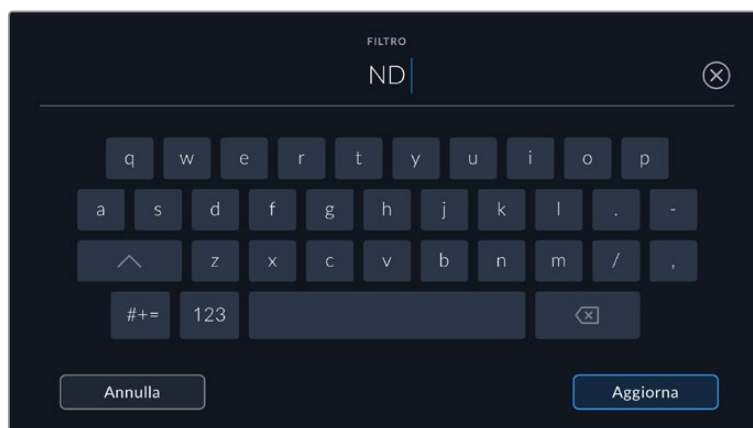 FILTRO
ND
q w e r t y u i o p
a s d f g h j k l . -
z x c v b n m / ,
#+= 123
Annulla Aggiorna